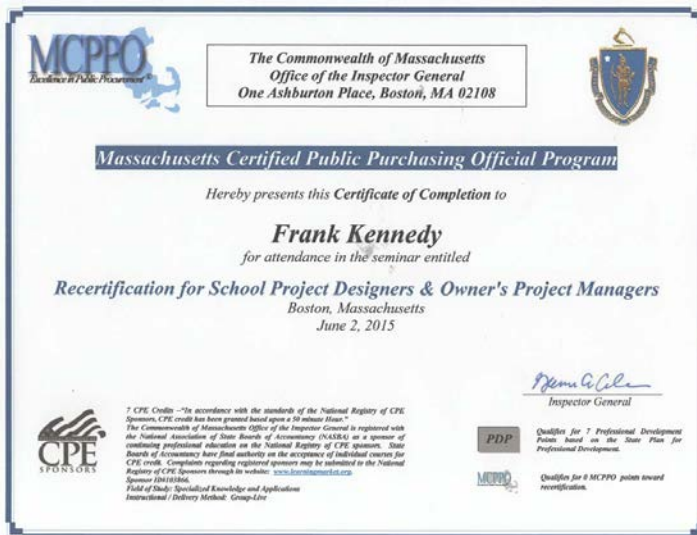 MCPPO
Excellence in Public Procurement
The Commonwealth of Massachusetts
Office of the Inspector General
One Ashburton Place, Boston, MA 02108
Massachusetts Certified Public Purchasing Official Program
Hereby presents this Certificate of Completion to
Frank Kennedy
for attendance in the seminar entitled
Recertification for School Project Designers & Owner's Project Managers
Boston, Massachusetts
June 2, 2015
Inspector General
CPE
SPONSORS
7 CPE Credits –"In accordance with the standards of the National Registry of CPE
Sponsors, CPE credit has been granted based upon a 50 minute Hour."
The Commonwealth of Massachusetts Office of the Inspector General is registered with
the National Association of State Boards of Accountancy (NASBA) as a sponsor of
continuing professional education on the National Registry of CPE sponsors. State
Boards of Accountancy have final authority on the acceptance of individual courses for
CPE credit. Complaints regarding registered sponsors may be submitted to the National
Registry of CPE Sponsors through its website: www.learningmarket.org.
Sponsor ID#103866.
Field of Study: Specialized Knowledge and Applications
Instructional / Delivery Method: Group-Live
PDP
Qualifies for 7 Professional Development
Points based on the State Plan for
Professional Development.
MCPPO
Qualifies for 0 MCPPO points toward
recertification.